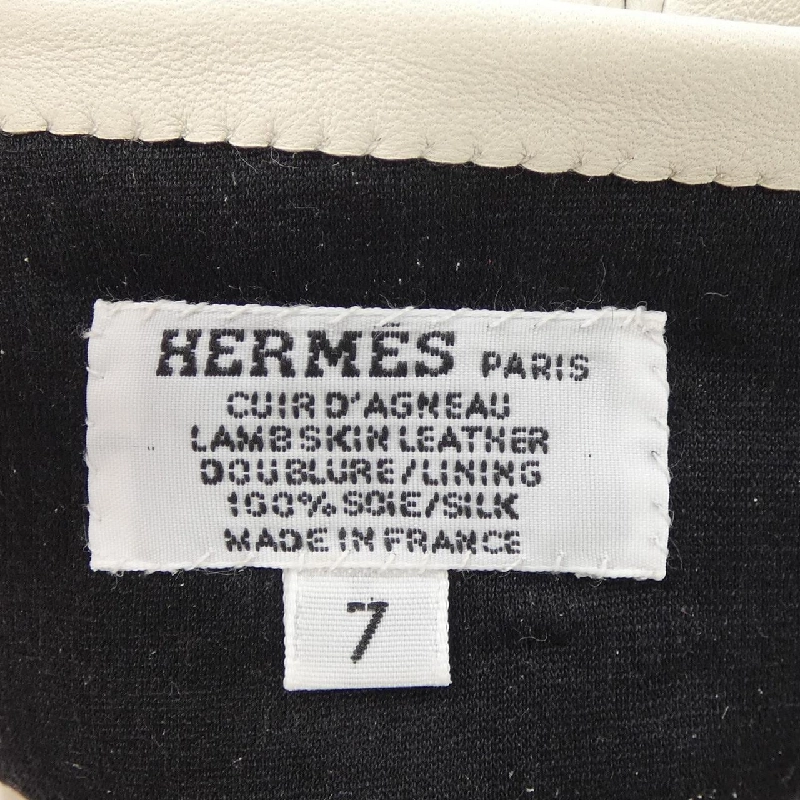 HERMÈS PARIS
CUIR D'AGNEAU
LAMBSKIN LEATHER
DOUBLURE/LINING
100% SOIE/SILK
MADE IN FRANCE
7